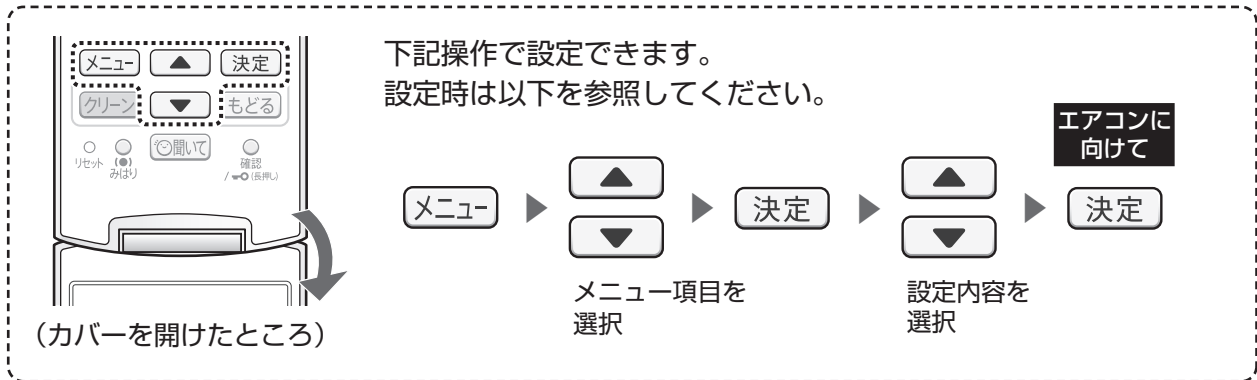 メニュー ▲ 決定
クリーン ▼ もどる
リセット (●) みはり 聞いて 確認 / (長押し)
(カバーを開けたところ)
下記操作で設定できます。
設定時は以下を参照してください。
メニュー ▶ ▲ ▼ ▶ 決定 ▶ ▲ ▼ ▶ 決定
メニュー項目を
選択
設定内容を
選択
エアコンに
向けて